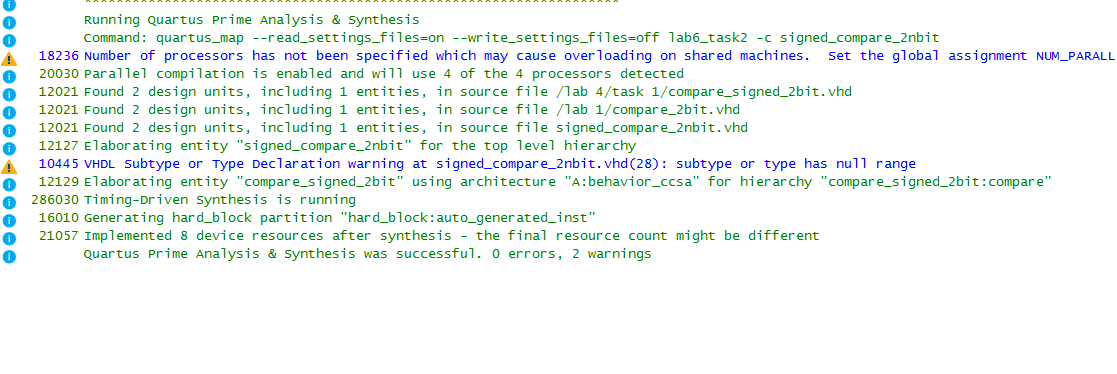 Running Quartus Prime Analysis & Synthesis
Command: quartus_map --read_settings_files=on --write_settings_files=off lab6_task2 -c signed_compare_2nbit
18236 Number of processors has not been specified which may cause overloading on shared machines.  Set the global assignment NUM_PARALL
20030 Parallel compilation is enabled and will use 4 of the 4 processors detected
12021 Found 2 design units, including 1 entities, in source file /lab 4/task 1/compare_signed_2bit.vhd
12021 Found 2 design units, including 1 entities, in source file /lab 1/compare_2bit.vhd
12021 Found 2 design units, including 1 entities, in source file signed_compare_2nbit.vhd
12127 Elaborating entity "signed_compare_2nbit" for the top level hierarchy
10445 VHDL Subtype or Type Declaration warning at signed_compare_2nbit.vhd(28): subtype or type has null range
12129 Elaborating entity "compare_signed_2bit" using architecture "A:behavior_ccsa" for hierarchy "compare_signed_2bit:compare"
286030 Timing-Driven Synthesis is running
16010 Generating hard_block partition "hard_block:auto_generated_inst"
21057 Implemented 8 device resources after synthesis - the final resource count might be different
Quartus Prime Analysis & Synthesis was successful. 0 errors, 2 warnings